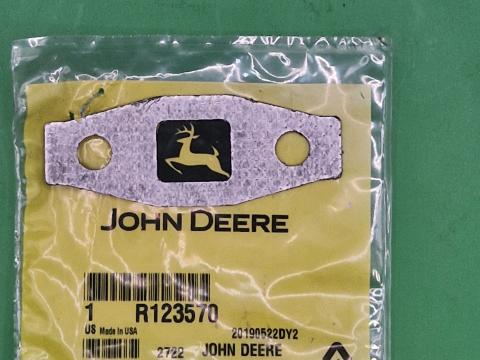 JOHN DEERE
1 R123570
US Made In USA
20190522DY2
2722 JOHN DEERE